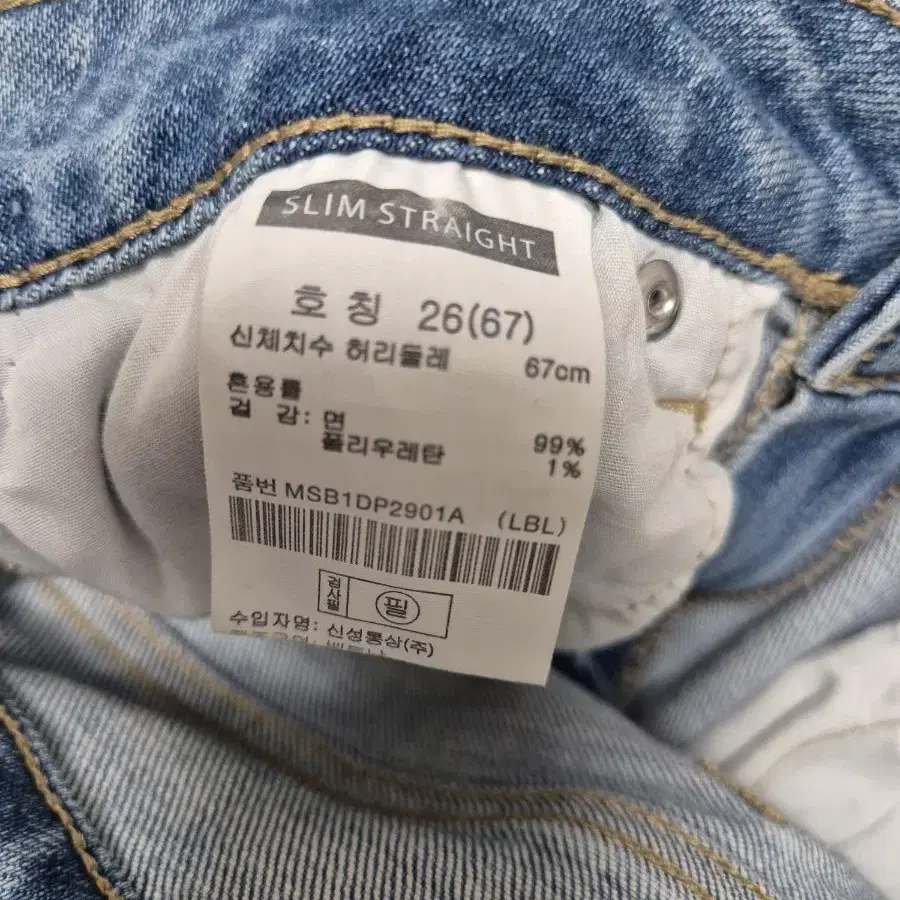 SLIM STRAIGHT
호 칭 26(67)
신체치수 허리둘레 67cm
혼용률
겉 감: 면 99%
폴리우레탄 1%
품번 MSB1DP2901A (LBL)
검사필 필
수입자명: 신성통상(주)